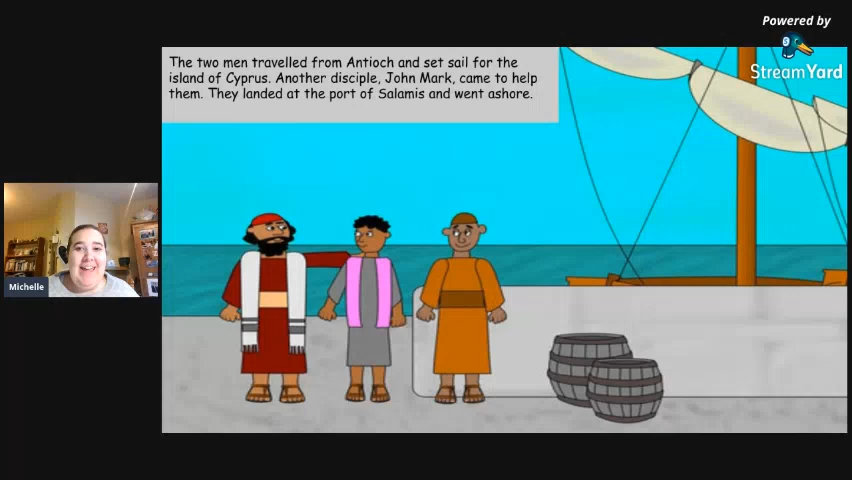 Powered by
StreamYard
The two men travelled from Antioch and set sail for the
island of Cyprus. Another disciple, John Mark, came to help
them. They landed at the port of Salamis and went ashore.
Michelle